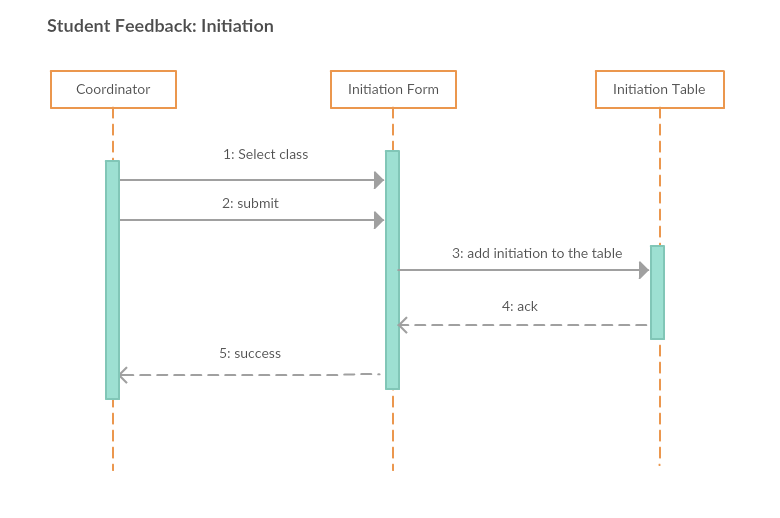 Student Feedback: Initiation
Coordinator
Initiation Form
Initiation Table
1: Select class
2: submit
3: add initiation to the table
4: ack
5: success